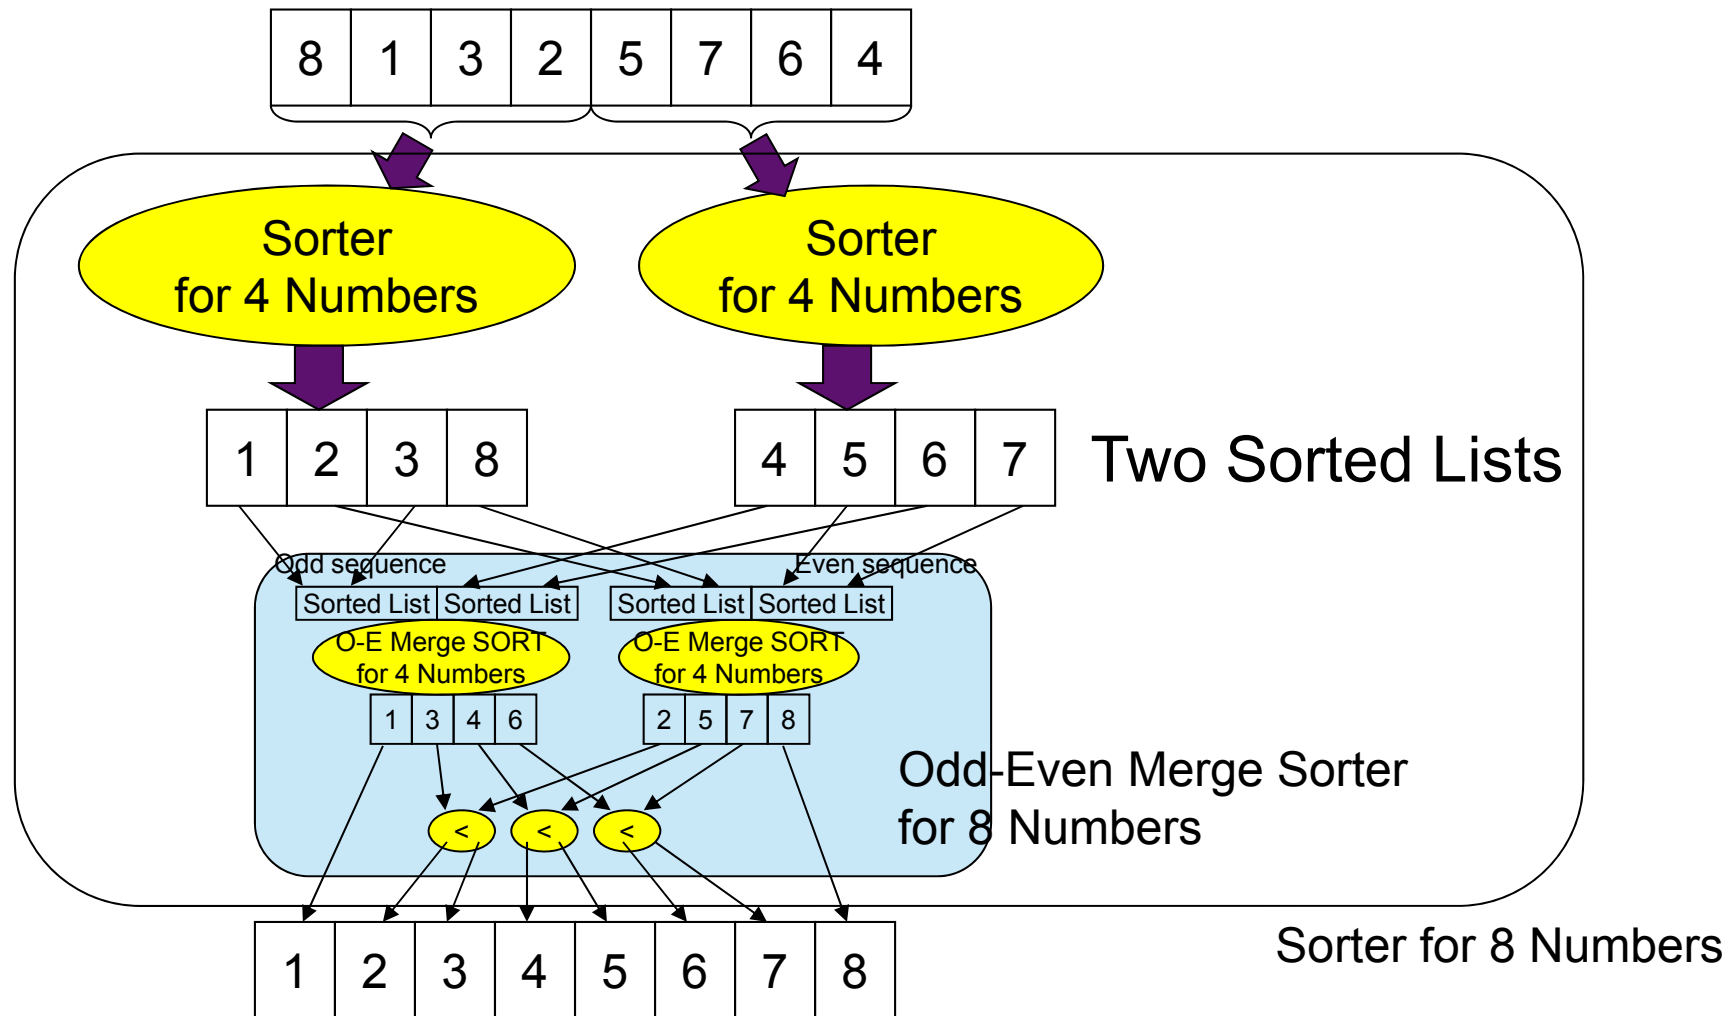 8 1 3 2 5 7 6 4
Sorter
for 4 Numbers
Sorter
for 4 Numbers
1 2 3 8
4 5 6 7
Two Sorted Lists
Odd sequence
Even sequence
Sorted List Sorted List
Sorted List Sorted List
O-E Merge SORT
for 4 Numbers
O-E Merge SORT
for 4 Numbers
1 3 4 6
2 5 7 8
Odd-Even Merge Sorter
for 8 Numbers
< < <
1 2 3 4 5 6 7 8
Sorter for 8 Numbers